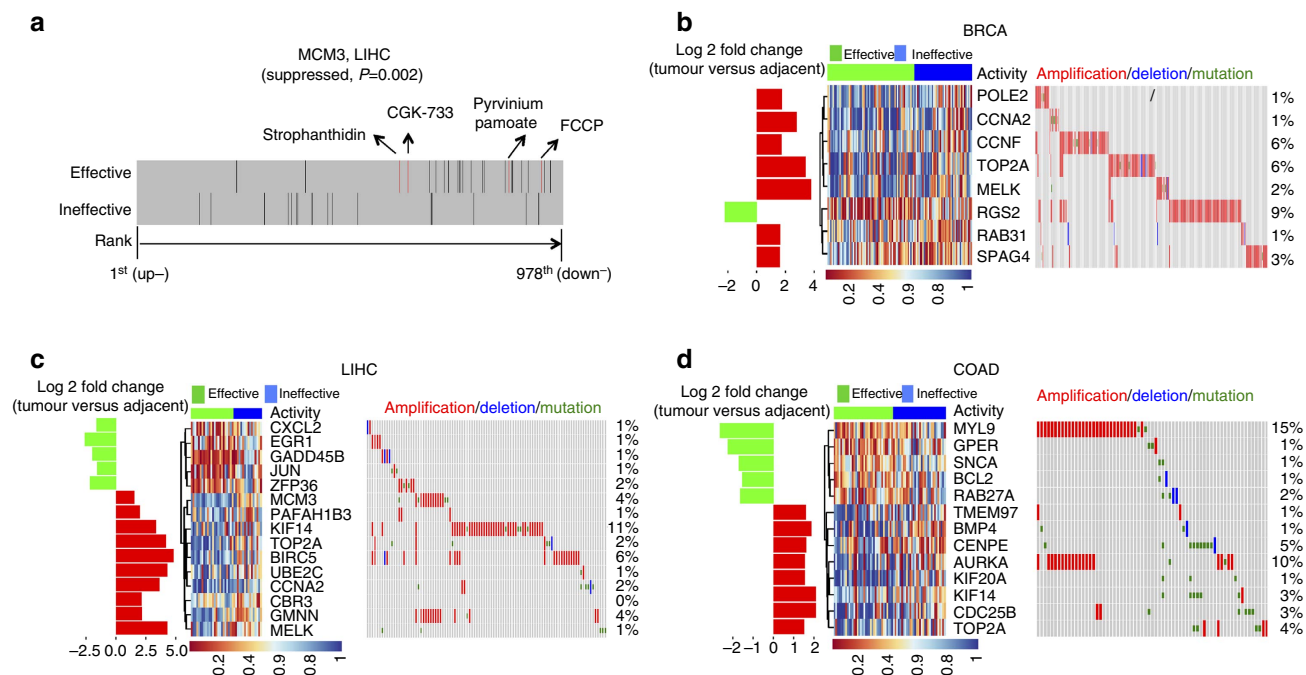 a
MCM3, LIHC
(suppressed, P=0.002)
Strophanthidin
CGK-733
Pyrvinium
pamoate
FCCP
Effective
Ineffective
Rank
1st (up–)
978th (down–)
b
BRCA
Log 2 fold change
(tumour versus adjacent)
Effective Ineffective
Activity
Amplification/deletion/mutation
POLE2 1%
CCNA2 1%
CCNF 6%
TOP2A 6%
MELK 2%
RGS2 9%
RAB31 1%
SPAG4 3%
–2 0 2 4
0.2 0.4 0.9 1
c
LIHC
Log 2 fold change
(tumour versus adjacent)
Effective Ineffective
Activity
Amplification/deletion/mutation
CXCL2 1%
EGR1 1%
GADD45B 1%
JUN 1%
ZFP36 2%
MCM3 4%
PAFAH1B3 1%
KIF14 11%
TOP2A 2%
BIRC5 6%
UBE2C 1%
CCNA2 2%
CBR3 0%
GMNN 4%
MELK 1%
–2.5 0.0 2.5 5.0
0.2 0.4 0.9 1
d
COAD
Log 2 fold change
(tumour versus adjacent)
Effective Ineffective
Activity
Amplification/deletion/mutation
MYL9 15%
GPER 1%
SNCA 1%
BCL2 1%
RAB27A 2%
TMEM97 1%
BMP4 1%
CENPE 5%
AURKA 10%
KIF20A 1%
KIF14 3%
CDC25B 3%
TOP2A 4%
–2 –1 0 1 2
0.2 0.4 0.9 1